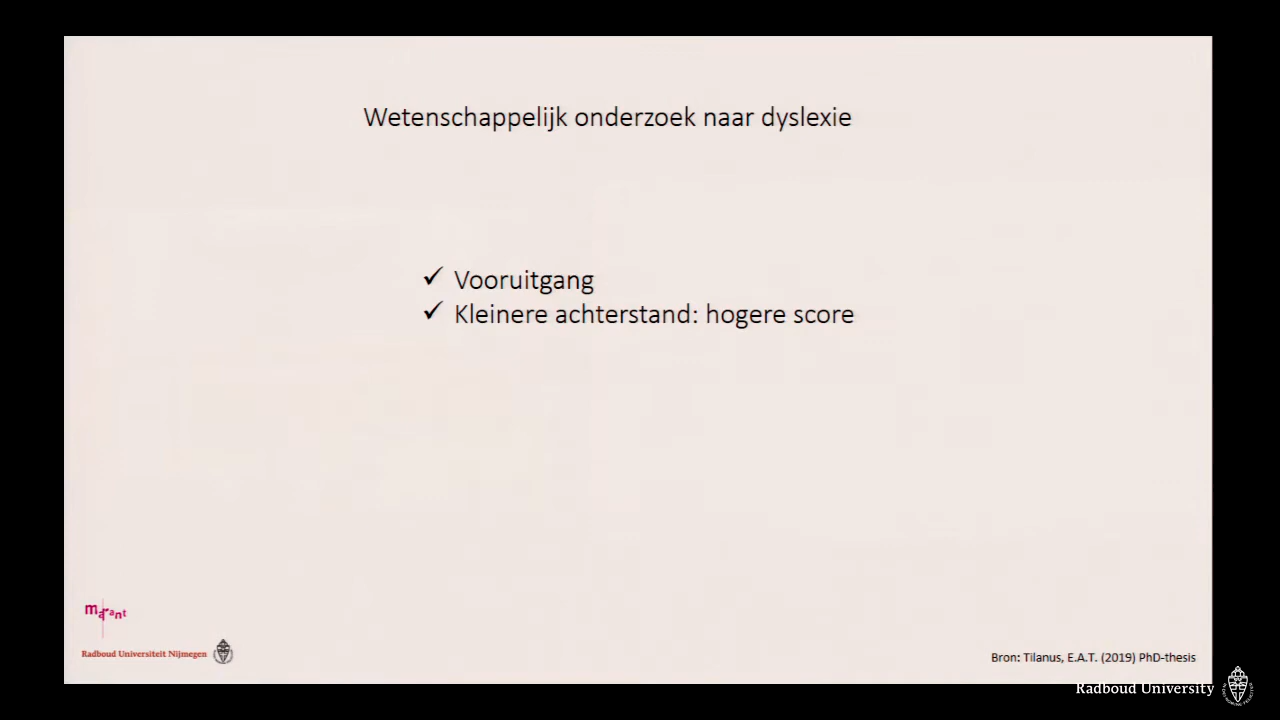 Wetenschappelijk onderzoek naar dyslexie
✓ Vooruitgang
✓ Kleinere achterstand: hogere score
marant
Radboud Universiteit Nijmegen
Bron: Tilanus, E.A.T. (2019) PhD-thesis
Radboud University